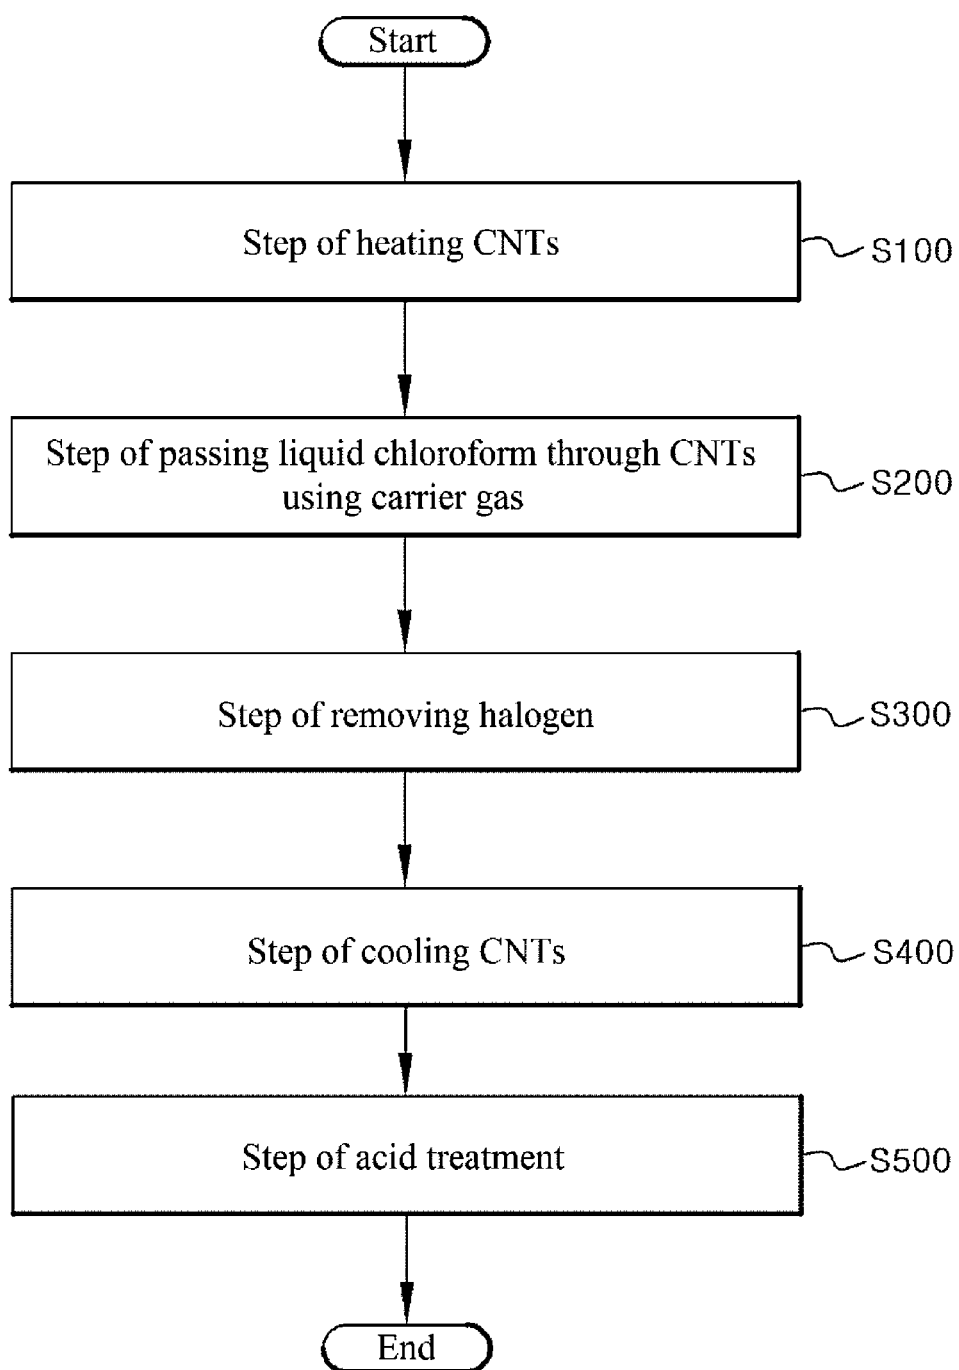 Start
Step of heating CNTs
S100
Step of passing liquid chloroform through CNTs
using carrier gas
S200
Step of removing halogen
S300
Step of cooling CNTs
S400
Step of acid treatment
S500
End